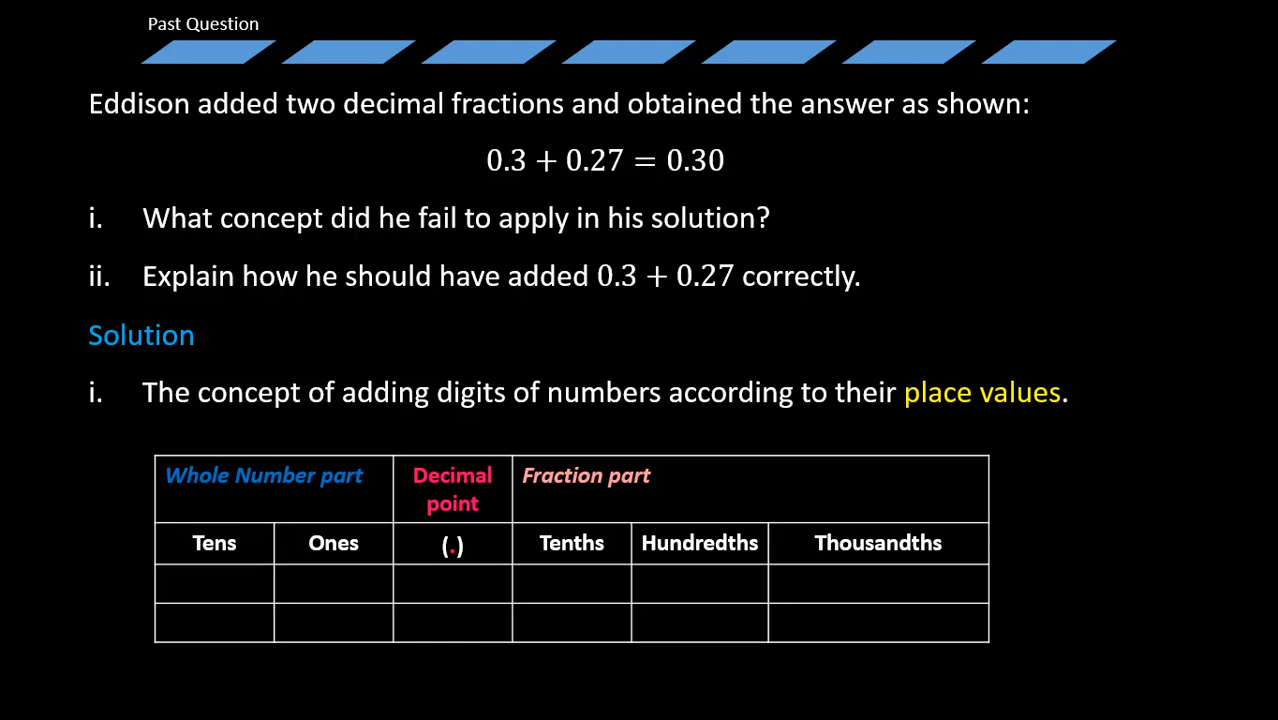 Past Question
Eddison added two decimal fractions and obtained the answer as shown:
0.3 + 0.27 = 0.30
i. What concept did he fail to apply in his solution?
ii. Explain how he should have added 0.3 + 0.27 correctly.
Solution
i. The concept of adding digits of numbers according to their place values.
Whole Number part Decimal point Fraction part
Tens Ones (.) Tenths Hundredths Thousandths